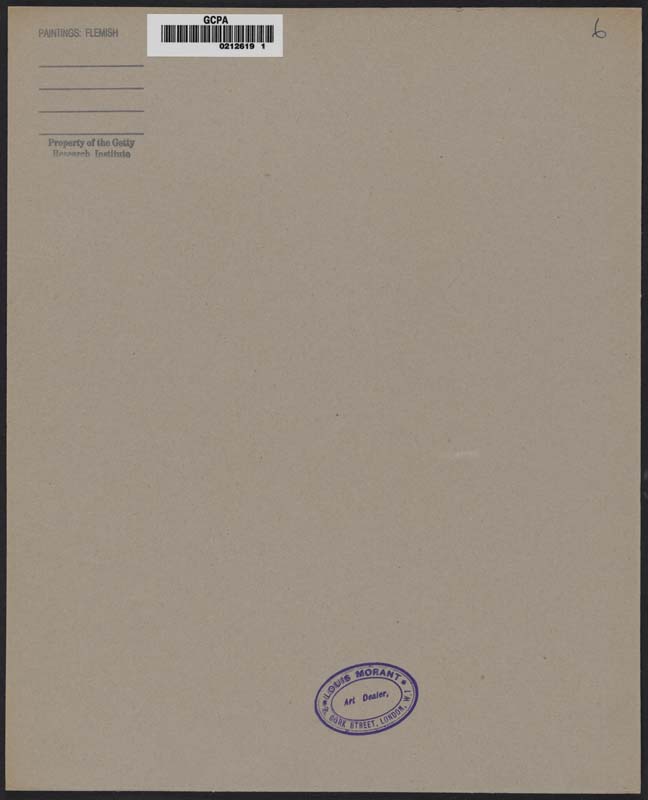 PAINTINGS: FLEMISH
GCPA
0212619 1
6
Property of the Getty
Research Institute
LOUIS MORANT
Art Dealer,
CORK STREET, LONDON, W.1